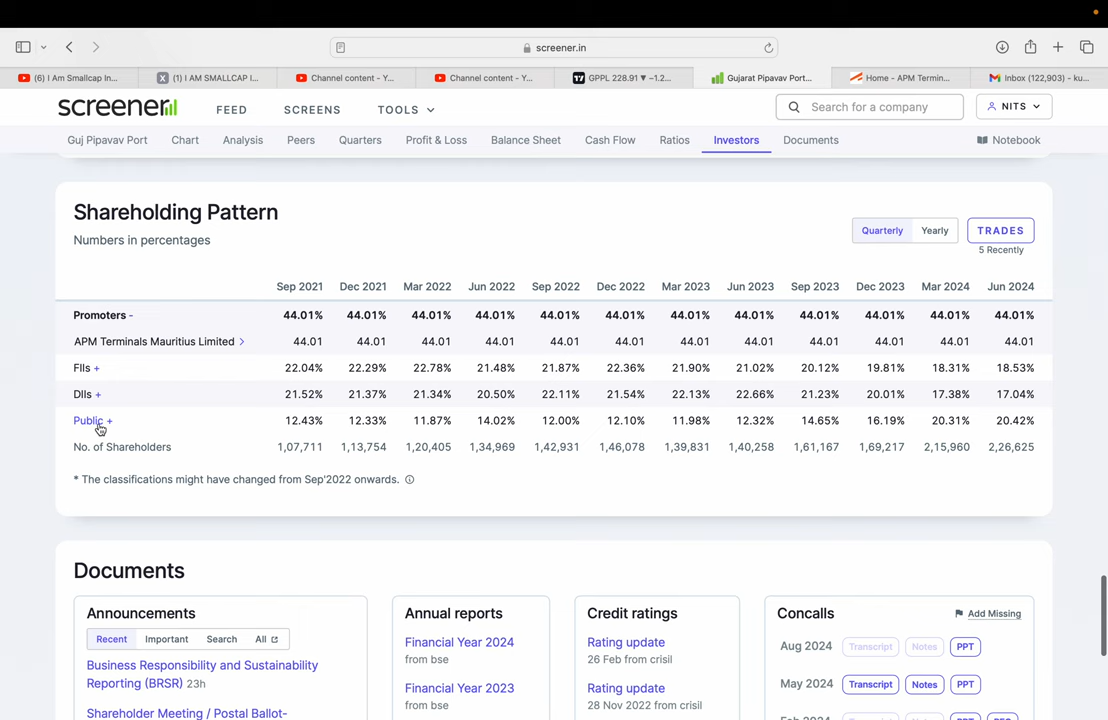 screener.in
(6) I Am Smallcap In...
(1) I AM SMALLCAP I...
Channel content - Y...
Channel content - Y...
GPPL 228.91 ▼ −1.2...
Gujarat Pipavav Port...
Home - APM Termin...
Inbox (122,903) - ku...
screener
FEED SCREENS TOOLS
Search for a company
NITS
Guj Pipavav Port Chart Analysis Peers Quarters Profit & Loss Balance Sheet Cash Flow Ratios Investors Documents Notebook
Shareholding Pattern
Numbers in percentages
Quarterly Yearly TRADES
5 Recently
Sep 2021 Dec 2021 Mar 2022 Jun 2022 Sep 2022 Dec 2022 Mar 2023 Jun 2023 Sep 2023 Dec 2023 Mar 2024 Jun 2024
Promoters - 44.01% 44.01% 44.01% 44.01% 44.01% 44.01% 44.01% 44.01% 44.01% 44.01% 44.01% 44.01%
APM Terminals Mauritius Limited 44.01 44.01 44.01 44.01 44.01 44.01 44.01 44.01 44.01 44.01 44.01 44.01
FIIs + 22.04% 22.29% 22.78% 21.48% 21.87% 22.36% 21.90% 21.02% 20.12% 19.81% 18.31% 18.53%
DIIs + 21.52% 21.37% 21.34% 20.50% 22.11% 21.54% 22.13% 22.66% 21.23% 20.01% 17.38% 17.04%
Public + 12.43% 12.33% 11.87% 14.02% 12.00% 12.10% 11.98% 12.32% 14.65% 16.19% 20.31% 20.42%
No. of Shareholders 1,07,711 1,13,754 1,20,405 1,34,969 1,42,931 1,46,078 1,39,831 1,40,258 1,61,167 1,69,217 2,15,960 2,26,625
* The classifications might have changed from Sep'2022 onwards.
Documents
Announcements
Recent Important Search All
Business Responsibility and Sustainability
Reporting (BRSR) 23h
Shareholder Meeting / Postal Ballot-
Annual reports
Financial Year 2024
from bse
Financial Year 2023
from bse
Credit ratings
Rating update
26 Feb from crisil
Rating update
28 Nov 2022 from crisil
Concalls
Add Missing
Aug 2024 Transcript Notes PPT
May 2024 Transcript Notes PPT